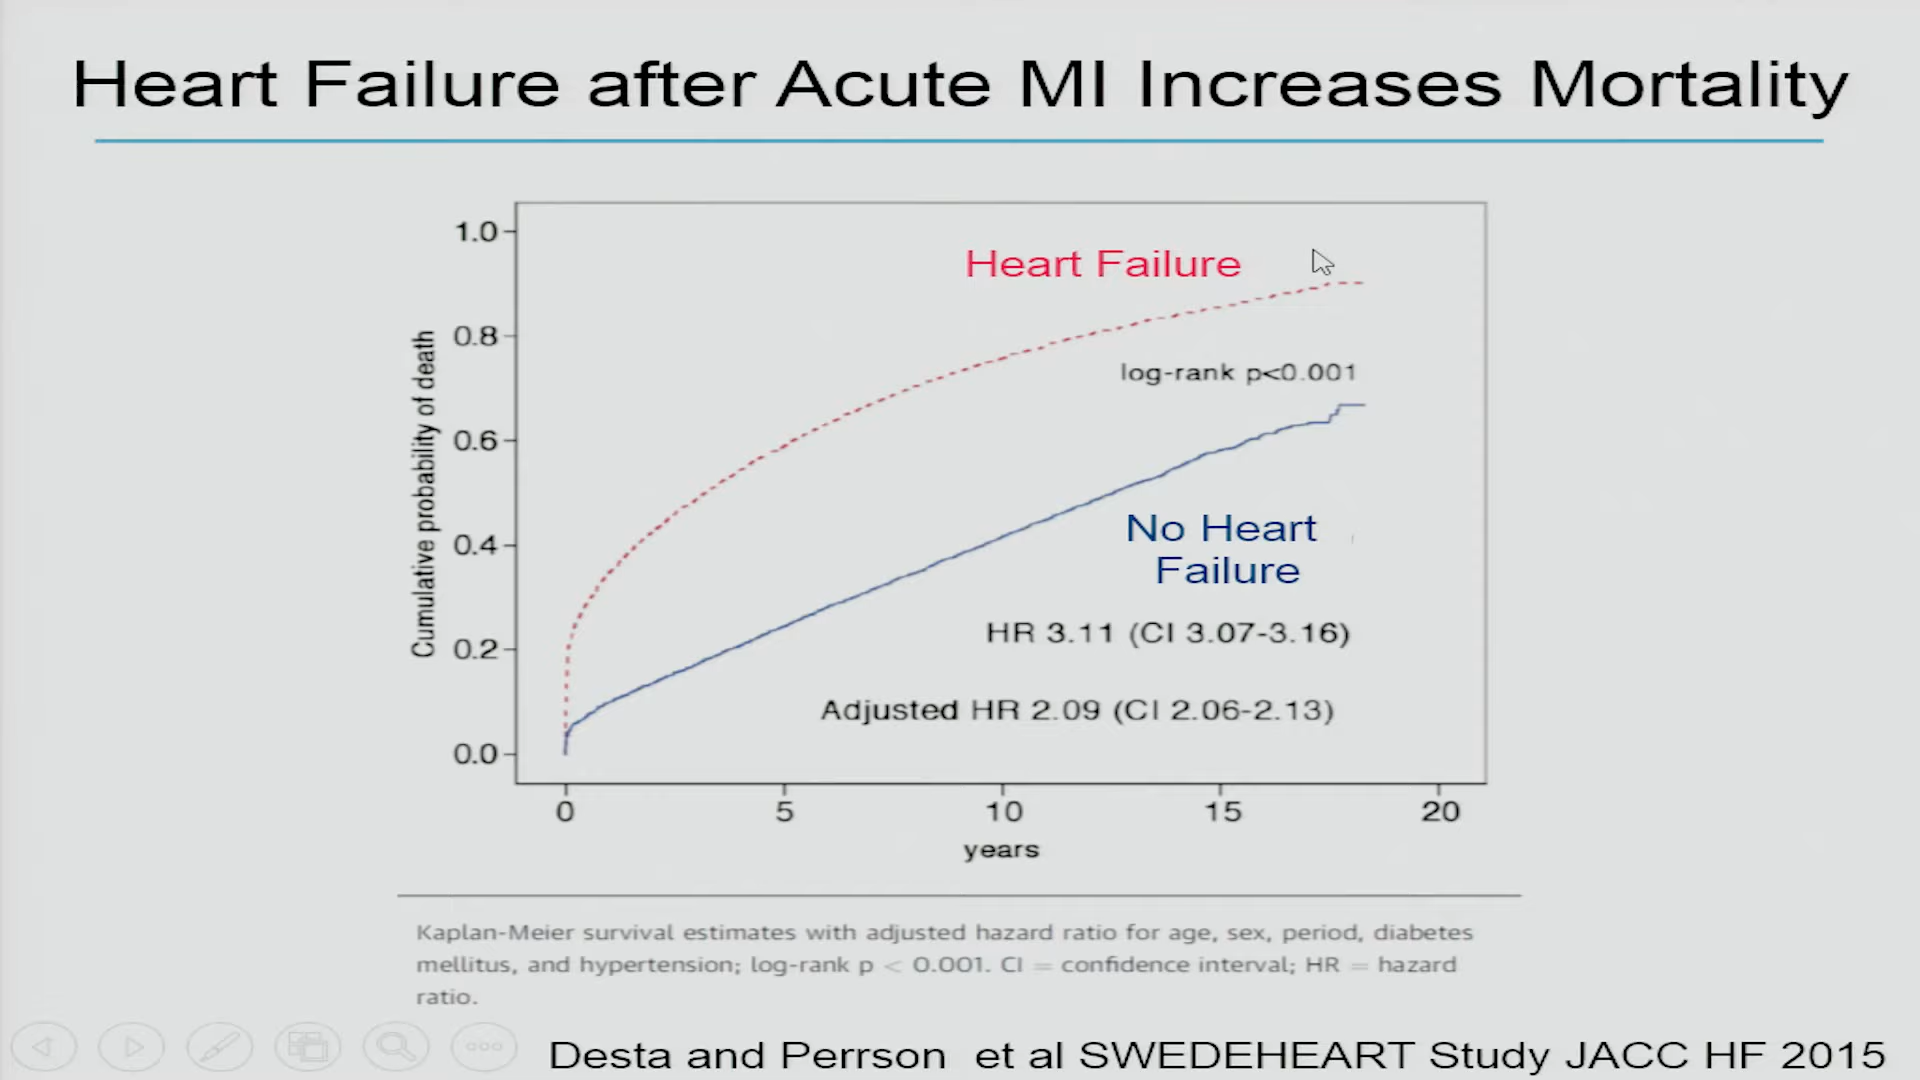 Heart Failure after Acute MI Increases Mortality
1.0
Heart Failure
0.8
log-rank p<0.001
0.6
Cumulative probability of death
No Heart
0.4
Failure
HR 3.11 (CI 3.07-3.16)
0.2
Adjusted HR 2.09 (CI 2.06-2.13)
0.0
0 5 10 15 20
years
Kaplan-Meier survival estimates with adjusted hazard ratio for age, sex, period, diabetes
mellitus, and hypertension; log-rank p < 0.001. CI = confidence interval; HR = hazard
ratio.
Desta and Perrson et al SWEDEHEART Study JACC HF 2015